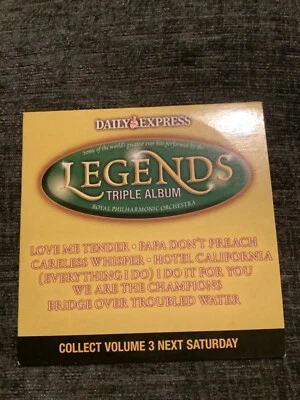 DAILY EXPRESS
Some of the world's greatest ever hits performed by the
LEGENDS
TRIPLE ALBUM
ROYAL PHILHARMONIC ORCHESTRA
LOVE ME TENDER • PAPA DON'T PREACH
CARELESS WHISPER • HOTEL CALIFORNIA
(EVERYTHING I DO) I DO IT FOR YOU
WE ARE THE CHAMPIONS
BRIDGE OVER TROUBLED WATER
COLLECT VOLUME 3 NEXT SATURDAY